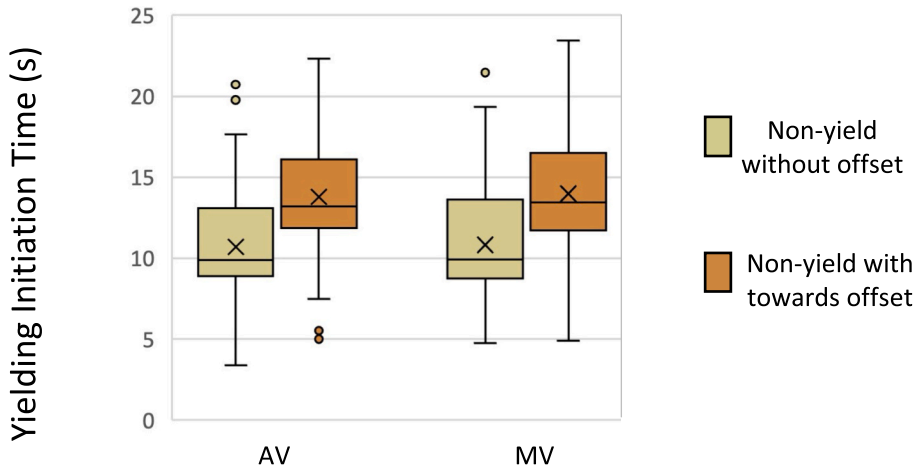 Yielding Initiation Time (s)
25
20
15
10
5
0
AV
MV
Non-yield
without offset
Non-yield with
towards offset